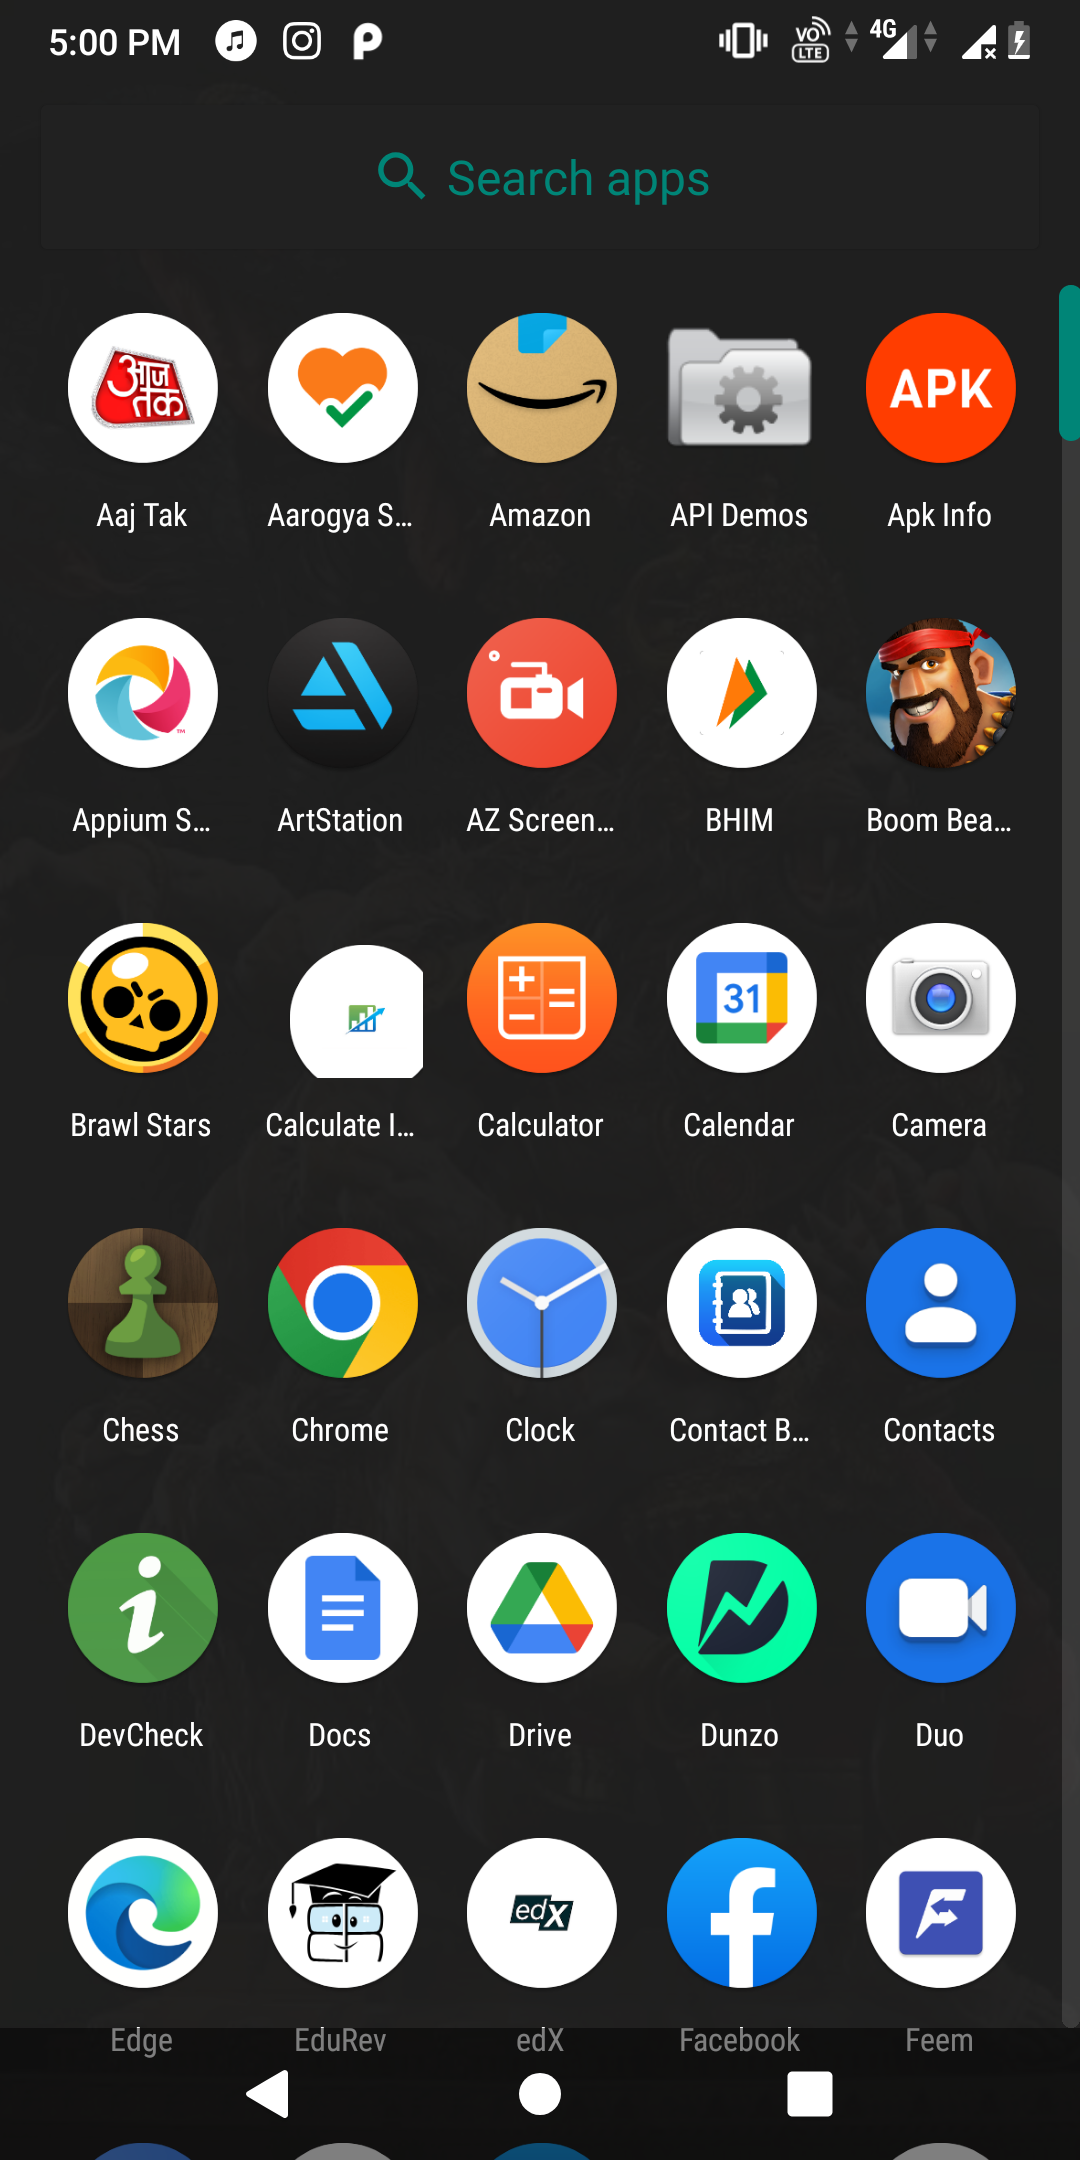 5:00 PM
VO
LTE
4G
Search apps
आज
तक
APK
Aaj Tak
Aarogya S...
Amazon
API Demos
Apk Info
Appium S...
ArtStation
AZ Screen...
BHIM
Boom Bea...
31
Brawl Stars
Calculate I...
Calculator
Calendar
Camera
Chess
Chrome
Clock
Contact B...
Contacts
DevCheck
Docs
Drive
Dunzo
Duo
edX
Edge
EduRev
edX
Facebook
Feem